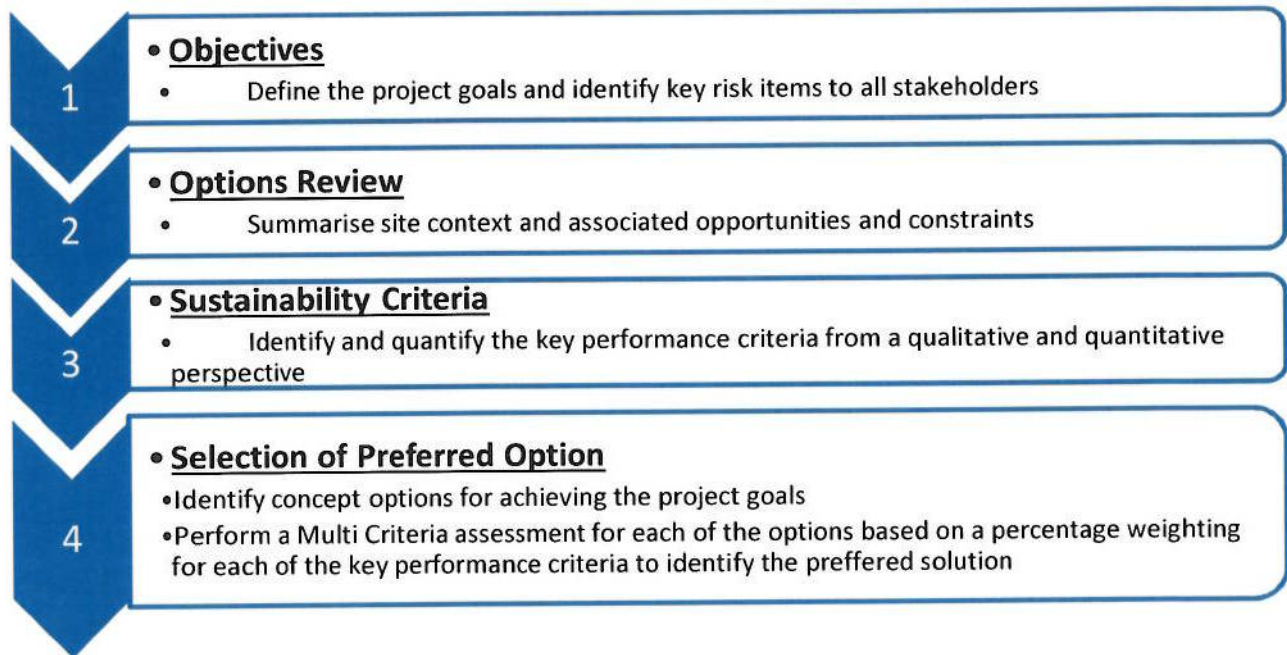 1
• Objectives
• Define the project goals and identify key risk items to all stakeholders
2
• Options Review
• Summarise site context and associated opportunities and constraints
3
• Sustainability Criteria
• Identify and quantify the key performance criteria from a qualitative and quantitative
perspective
4
• Selection of Preferred Option
•Identify concept options for achieving the project goals
•Perform a Multi Criteria assessment for each of the options based on a percentage weighting
for each of the key performance criteria to identify the preffered solution